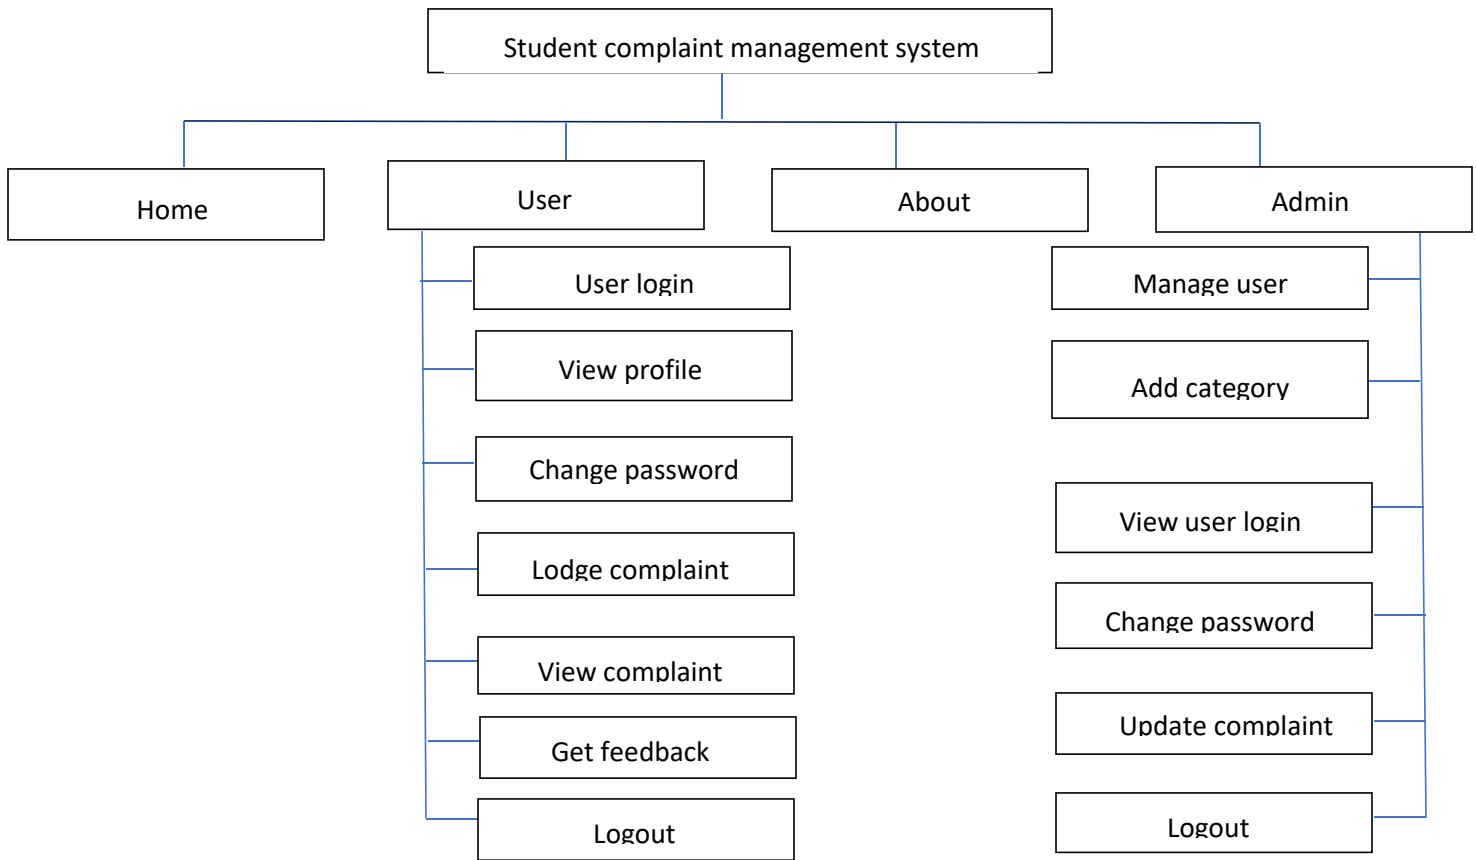 Student complaint management system
Home
User
About
Admin
User login
View profile
Change password
Lodge complaint
View complaint
Get feedback
Logout
Manage user
Add category
View user login
Change password
Update complaint
Logout